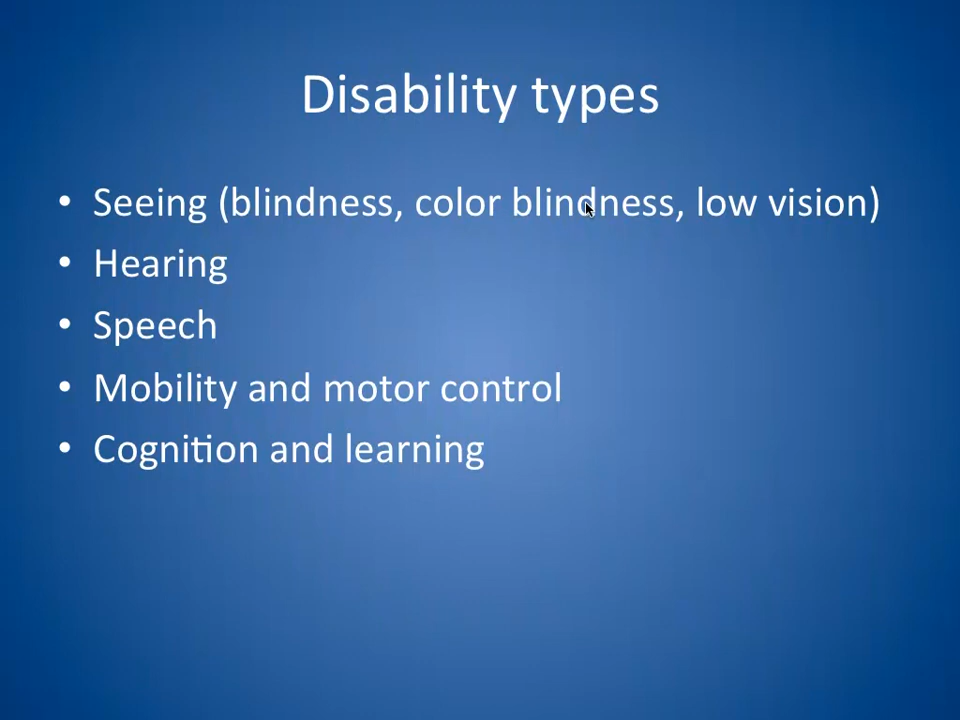 Disability types
• Seeing (blindness, color blindness, low vision)
• Hearing
• Speech
• Mobility and motor control
• Cognition and learning